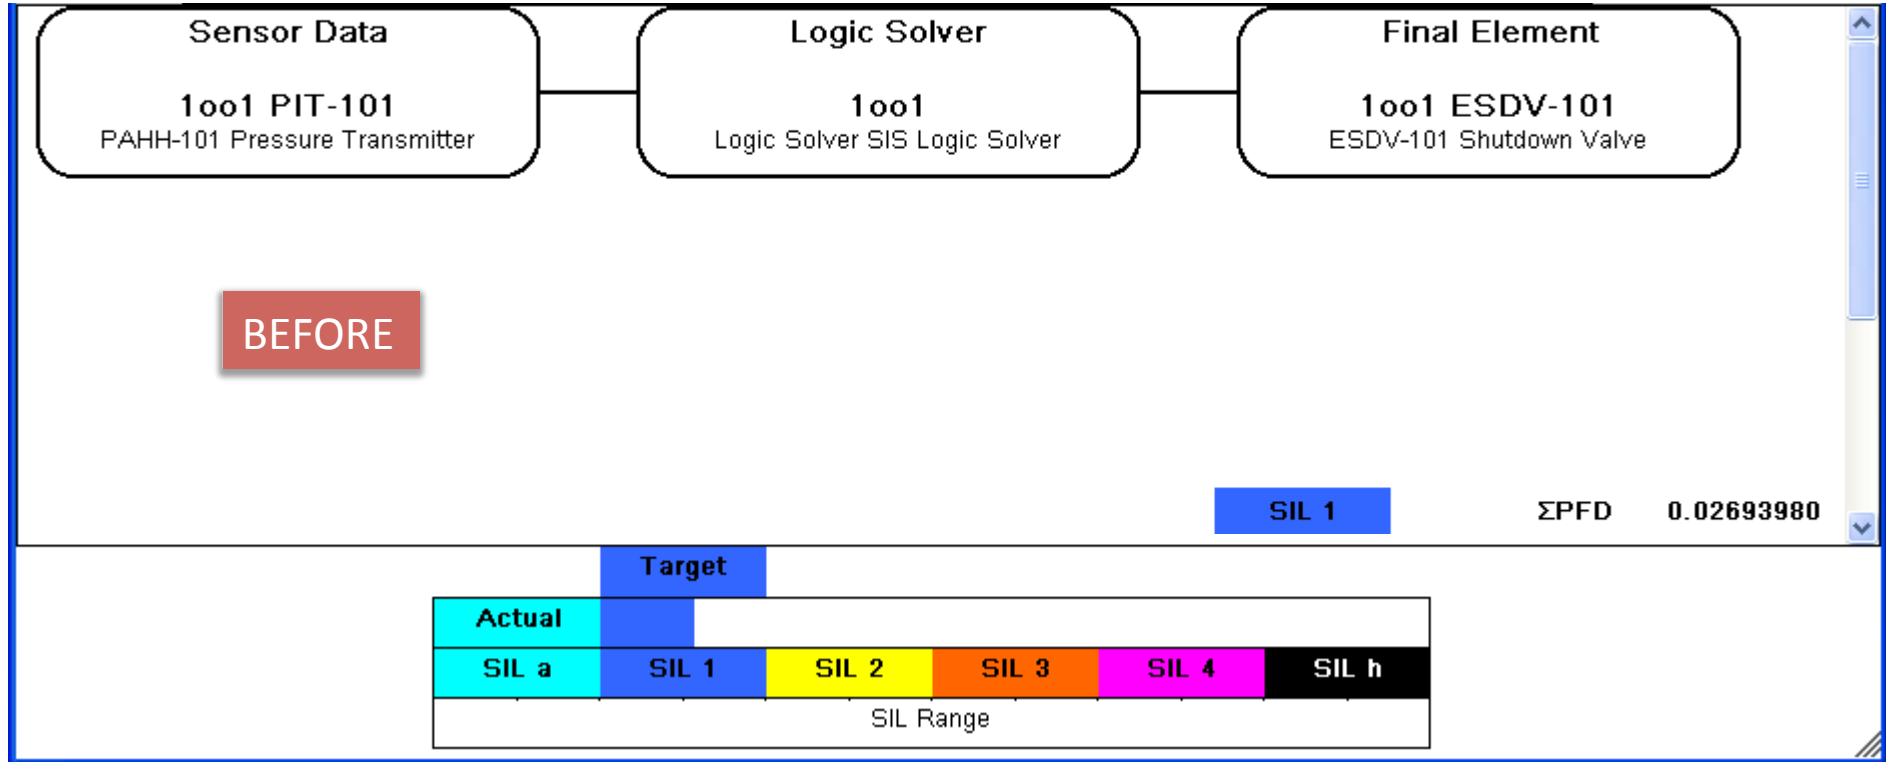 Sensor Data
1oo1 PIT-101
PAHH-101 Pressure Transmitter
Logic Solver
1oo1
Logic Solver SIS Logic Solver
Final Element
1oo1 ESDV-101
ESDV-101 Shutdown Valve
BEFORE
SIL 1 ΣPFD 0.02693980
Target
Actual
SIL a SIL 1 SIL 2 SIL 3 SIL 4 SIL h
SIL Range